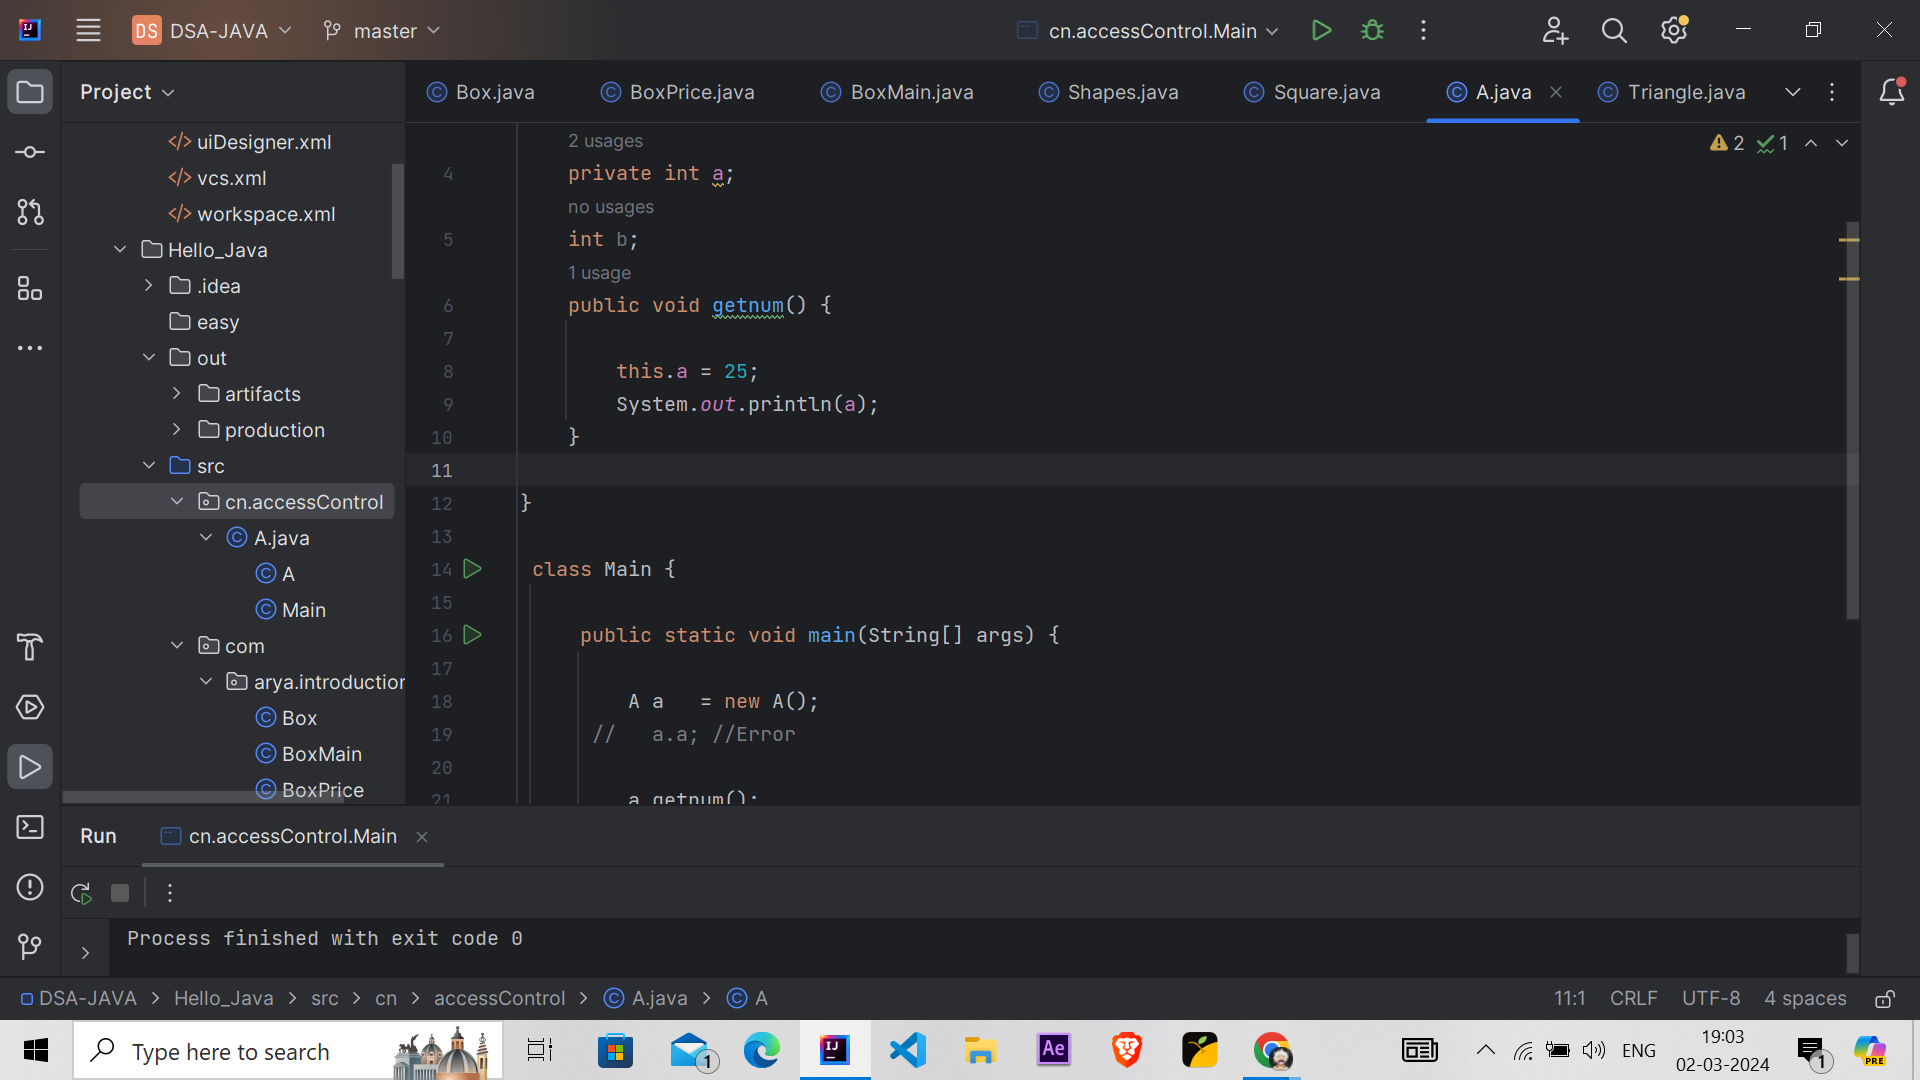 DS DSA-JAVA master cn.accessControl.Main
Project
Box.java BoxPrice.java BoxMain.java Shapes.java Square.java A.java Triangle.java
uiDesigner.xml
vcs.xml
workspace.xml
Hello_Java
.idea
easy
out
artifacts
production
src
cn.accessControl
A.java
A
Main
com
arya.introduction
Box
BoxMain
BoxPrice
2 1
2 usages
4 private int a;
no usages
5 int b;
1 usage
6 public void getnum() {
7
8 this.a = 25;
9 System.out.println(a);
10 }
11
12 }
13
14 class Main {
15
16 public static void main(String[] args) {
17
18 A a   = new A();
19 //   a.a; //Error
20
21 a.getnum();
Run cn.accessControl.Main
Process finished with exit code 0
DSA-JAVA > Hello_Java > src > cn > accessControl > A.java > A 11:1 CRLF UTF-8 4 spaces
Type here to search 1 Ae ENG 19:03 1 PRE
02-03-2024